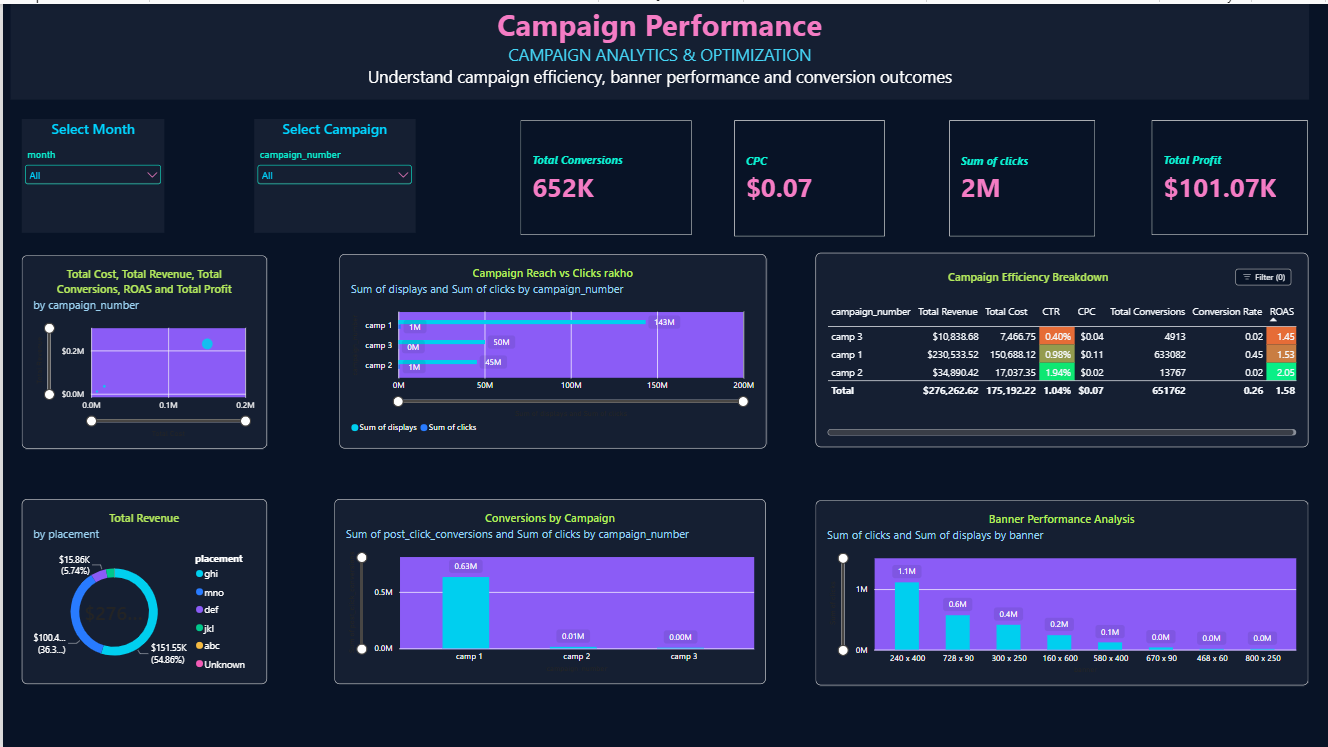 Campaign Performance
CAMPAIGN ANALYTICS & OPTIMIZATION
Understand campaign efficiency, banner performance and conversion outcomes
Select Month
month
All
Select Campaign
campaign_number
All
Total Conversions
652K
CPC
$0.07
Sum of clicks
2M
Total Profit
$101.07K
Total Cost, Total Revenue, Total
Conversions, ROAS and Total Profit
by campaign_number
$0.2M
$0.0M
0.0M 0.1M 0.2M
Campaign Reach vs Clicks rakho
Sum of displays and Sum of clicks by campaign_number
camp 1 143M
1M
camp 3 50M
0M
camp 2 45M
1M
0M 50M 100M 150M 200M
Sum of displays Sum of clicks
Campaign Efficiency Breakdown
Filter (0)
campaign_number Total Revenue Total Cost CTR CPC Total Conversions Conversion Rate ROAS
camp 3 $10,838.68 7,466.75 0.40% $0.04 4913 0.02 1.45
camp 1 $230,533.52 150,688.12 0.98% $0.11 633082 0.45 1.53
camp 2 $34,890.42 17,037.35 1.94% $0.02 13767 0.02 2.05
Total $276,262.62 175,192.22 1.04% $0.07 651762 0.26 1.58
Total Revenue
by placement
$15.86K
(5.74%)
$276...
$100.4...
(36.3...)
$151.55K
(54.86%)
placement
ghi
mno
def
jkl
abc
Unknown
Conversions by Campaign
Sum of post_click_conversions and Sum of clicks by campaign_number
0.5M
0.0M
0.63M
0.01M
0.00M
camp 1 camp 2 camp 3
Banner Performance Analysis
Sum of clicks and Sum of displays by banner
1M
0M
1.1M
0.6M
0.4M
0.2M
0.1M
0.0M
0.0M
0.0M
240 x 400 728 x 90 300 x 250 160 x 600 580 x 400 670 x 90 468 x 60 800 x 250